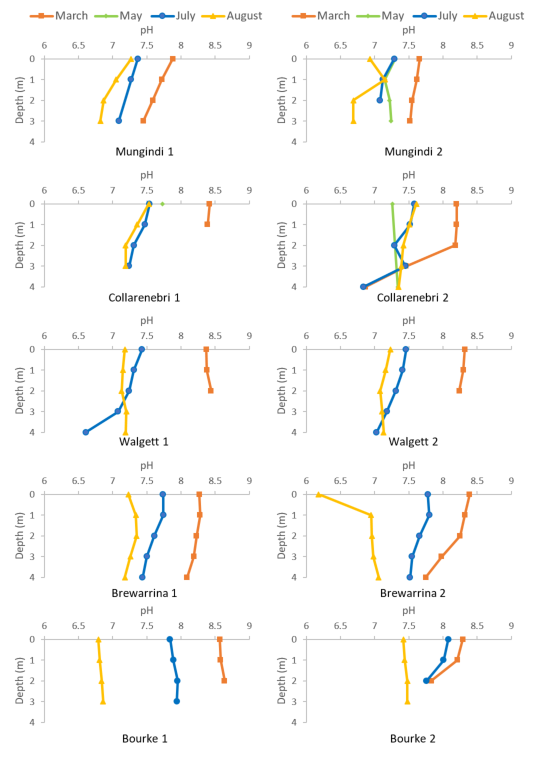 March May July August March May July August
pH pH
6 6.5 7 7.5 8 8.5 9 6 6.5 7 7.5 8 8.5 9
0 0
1 1
2 2
3 3
4 4
Depth (m) Depth (m)
Mungindi 1 Mungindi 2
pH pH
6 6.5 7 7.5 8 8.5 9 6 6.5 7 7.5 8 8.5 9
0 0
1 1
2 2
3 3
4 4
Depth (m) Depth (m)
Collarenebri 1 Collarenebri 2
pH pH
6 6.5 7 7.5 8 8.5 9 6 6.5 7 7.5 8 8.5 9
0 0
1 1
2 2
3 3
4 4
Depth (m) Depth (m)
Walgett 1 Walgett 2
pH pH
6 6.5 7 7.5 8 8.5 9 6 6.5 7 7.5 8 8.5 9
0 0
1 1
2 2
3 3
4 4
Depth (m) Depth (m)
Brewarrina 1 Brewarrina 2
pH pH
6 6.5 7 7.5 8 8.5 9 6 6.5 7 7.5 8 8.5 9
0 0
1 1
2 2
3 3
4 4
Depth (m) Depth (m)
Bourke 1 Bourke 2